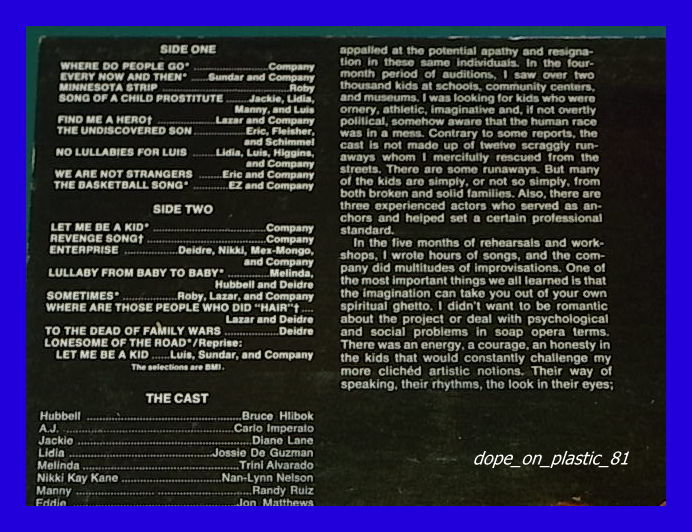 SIDE ONE
WHERE DO PEOPLE GO* ....................Company
EVERY NOW AND THEN* ......Sundar and Company
MINNESOTA STRIP ................................Roby
SONG OF A CHILD PROSTITUTE .......Jackie, Lidia,
Manny, and Luis
FIND ME A HERO† ................Lazar and Company
THE UNDISCOVERED SON ..........Eric, Fleisher,
and Schimmel
NO LULLABIES FOR LUIS .......Lidia, Luis, Higgins,
and Company
WE ARE NOT STRANGERS .......Eric and Company
THE BASKETBALL SONG* ..........EZ and Company
SIDE TWO
LET ME BE A KID* .............................Company
REVENGE SONG† ..............................Company
ENTERPRISE ...............Deidre, Nikki, Mex-Mongo,
and Company
LULLABY FROM BABY TO BABY* ..........Melinda,
Hubbell and Deidre
SOMETIMES* ............Roby, Lazar, and Company
WHERE ARE THOSE PEOPLE WHO DID "HAIR"† ....
Lazar and Deidre
TO THE DEAD OF FAMILY WARS ..............Deidre
LONESOME OF THE ROAD*/Reprise:
LET ME BE A KID .....Luis, Sundar, and Company
The selections are BMI.
THE CAST
Hubbell ......................................Bruce Hlibok
A.J. .........................................Carlo Imperato
Jackie .........................................Diane Lane
Lidia ..................................Jossie De Guzman
Melinda ....................................Trini Alvarado
Nikki Kay Kane .......................Nan-Lynn Nelson
Manny ........................................Randy Ruiz
Eddie .......................................Jon Matthews
appalled at the potential apathy and resigna-
tion in these same individuals. In the four-
month period of auditions, I saw over two
thousand kids at schools, community centers,
and museums. I was looking for kids who were
ornery, athletic, imaginative and, if not overtly
political, somehow aware that the human race
was in a mess. Contrary to some reports, the
cast is not made up of twelve scraggly run-
aways whom I mercifully rescued from the
streets. There are some runaways. But many
of the kids are simply, or not so simply, from
both broken and solid families. Also, there are
three experienced actors who served as an-
chors and helped set a certain professional
standard.
In the five months of rehearsals and work-
shops, I wrote hours of songs, and the com-
pany did multitudes of improvisations. One of
the most important things we all learned is that
the imagination can take you out of your own
spiritual ghetto. I didn't want to be romantic
about the project or deal with psychological
and social problems in soap opera terms.
There was an energy, a courage, an honesty in
the kids that would constantly challenge my
more clichéd artistic notions. Their way of
speaking, their rhythms, the look in their eyes;
dope_on_plastic_81